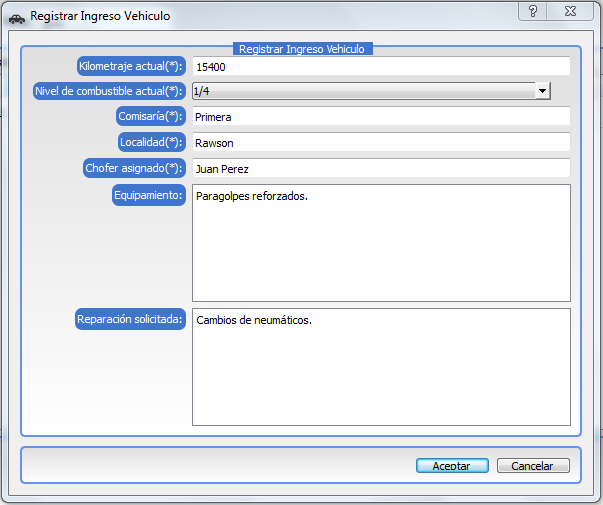 Registrar Ingreso Vehiculo
?
Registrar Ingreso Vehiculo
Kilometraje actual(*): 15400
Nivel de combustible actual(*): 1/4
Comisaría(*): Primera
Localidad(*): Rawson
Chofer asignado(*): Juan Perez
Equipamiento: Paragolpes reforzados.
Reparación solicitada: Cambios de neumáticos.
Aceptar Cancelar